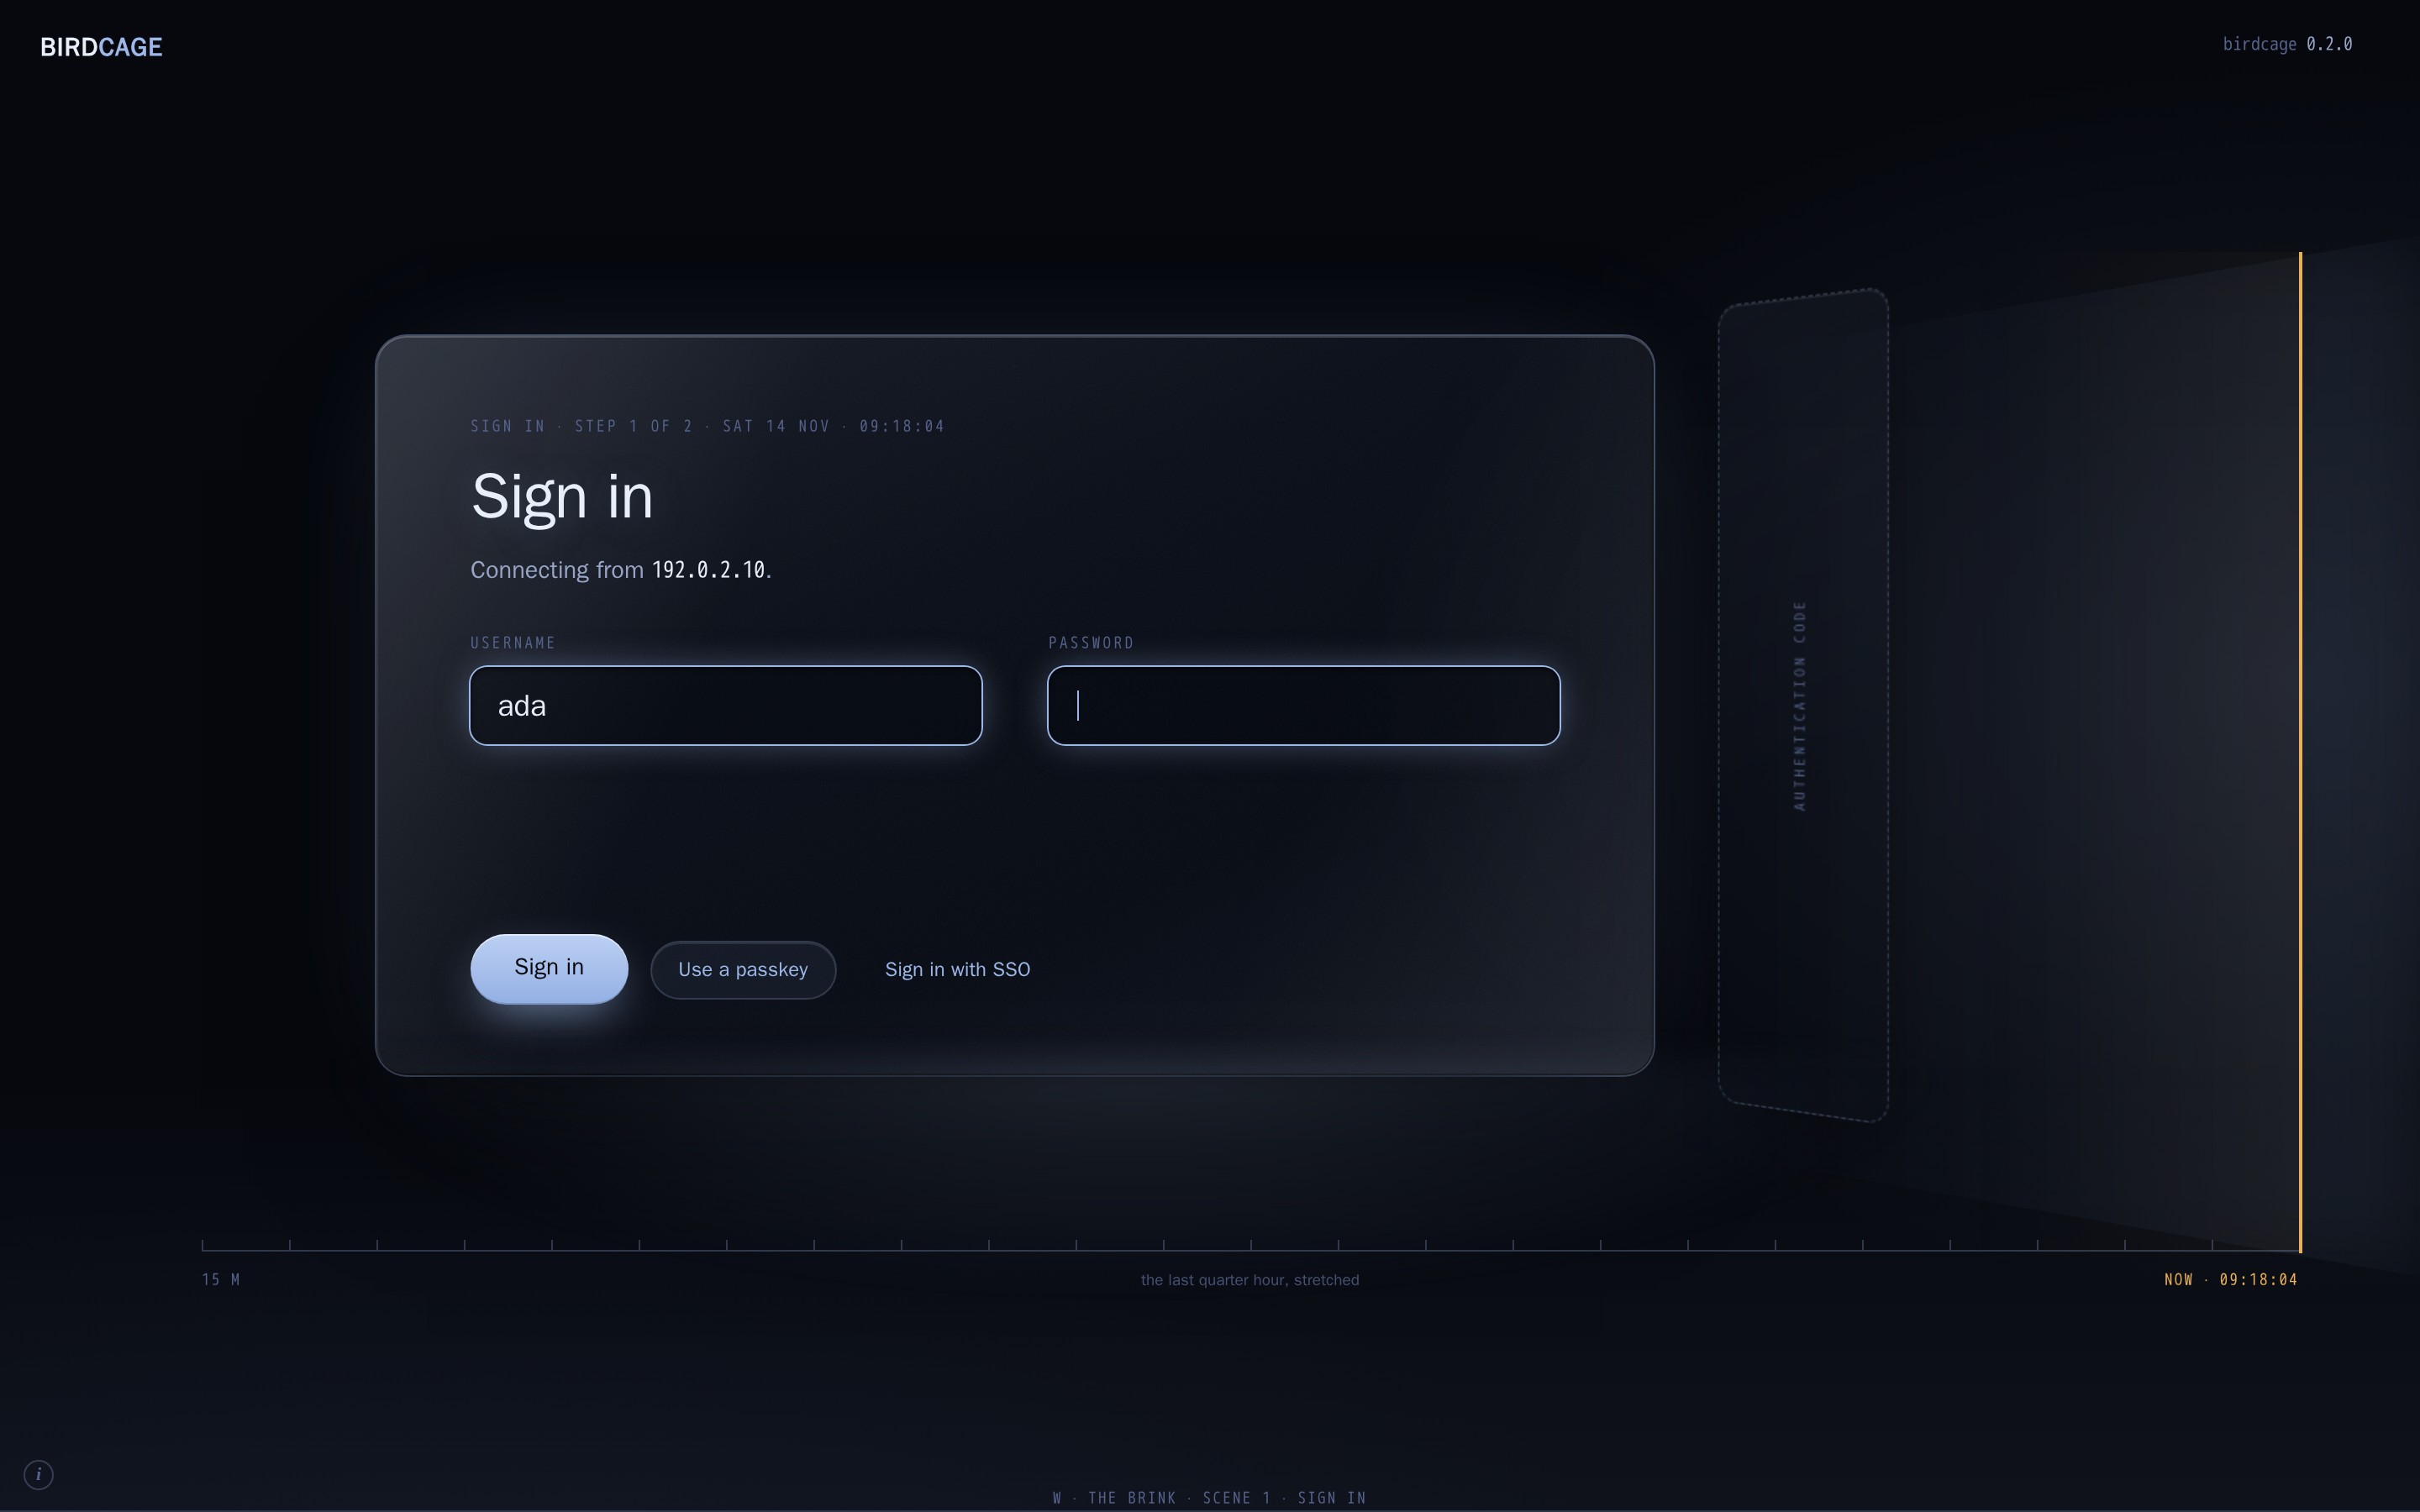 BIRDCAGE
birdcage 0.2.0
SIGN IN · STEP 1 OF 2 · SAT 14 NOV · 09:18:04
Sign in
Connecting from 192.0.2.10.
USERNAME
PASSWORD
ada
Sign in
Use a passkey
Sign in with SSO
AUTHENTICATION CODE
15 M
the last quarter hour, stretched
NOW · 09:18:04
i
W · THE BRINK · SCENE 1 · SIGN IN